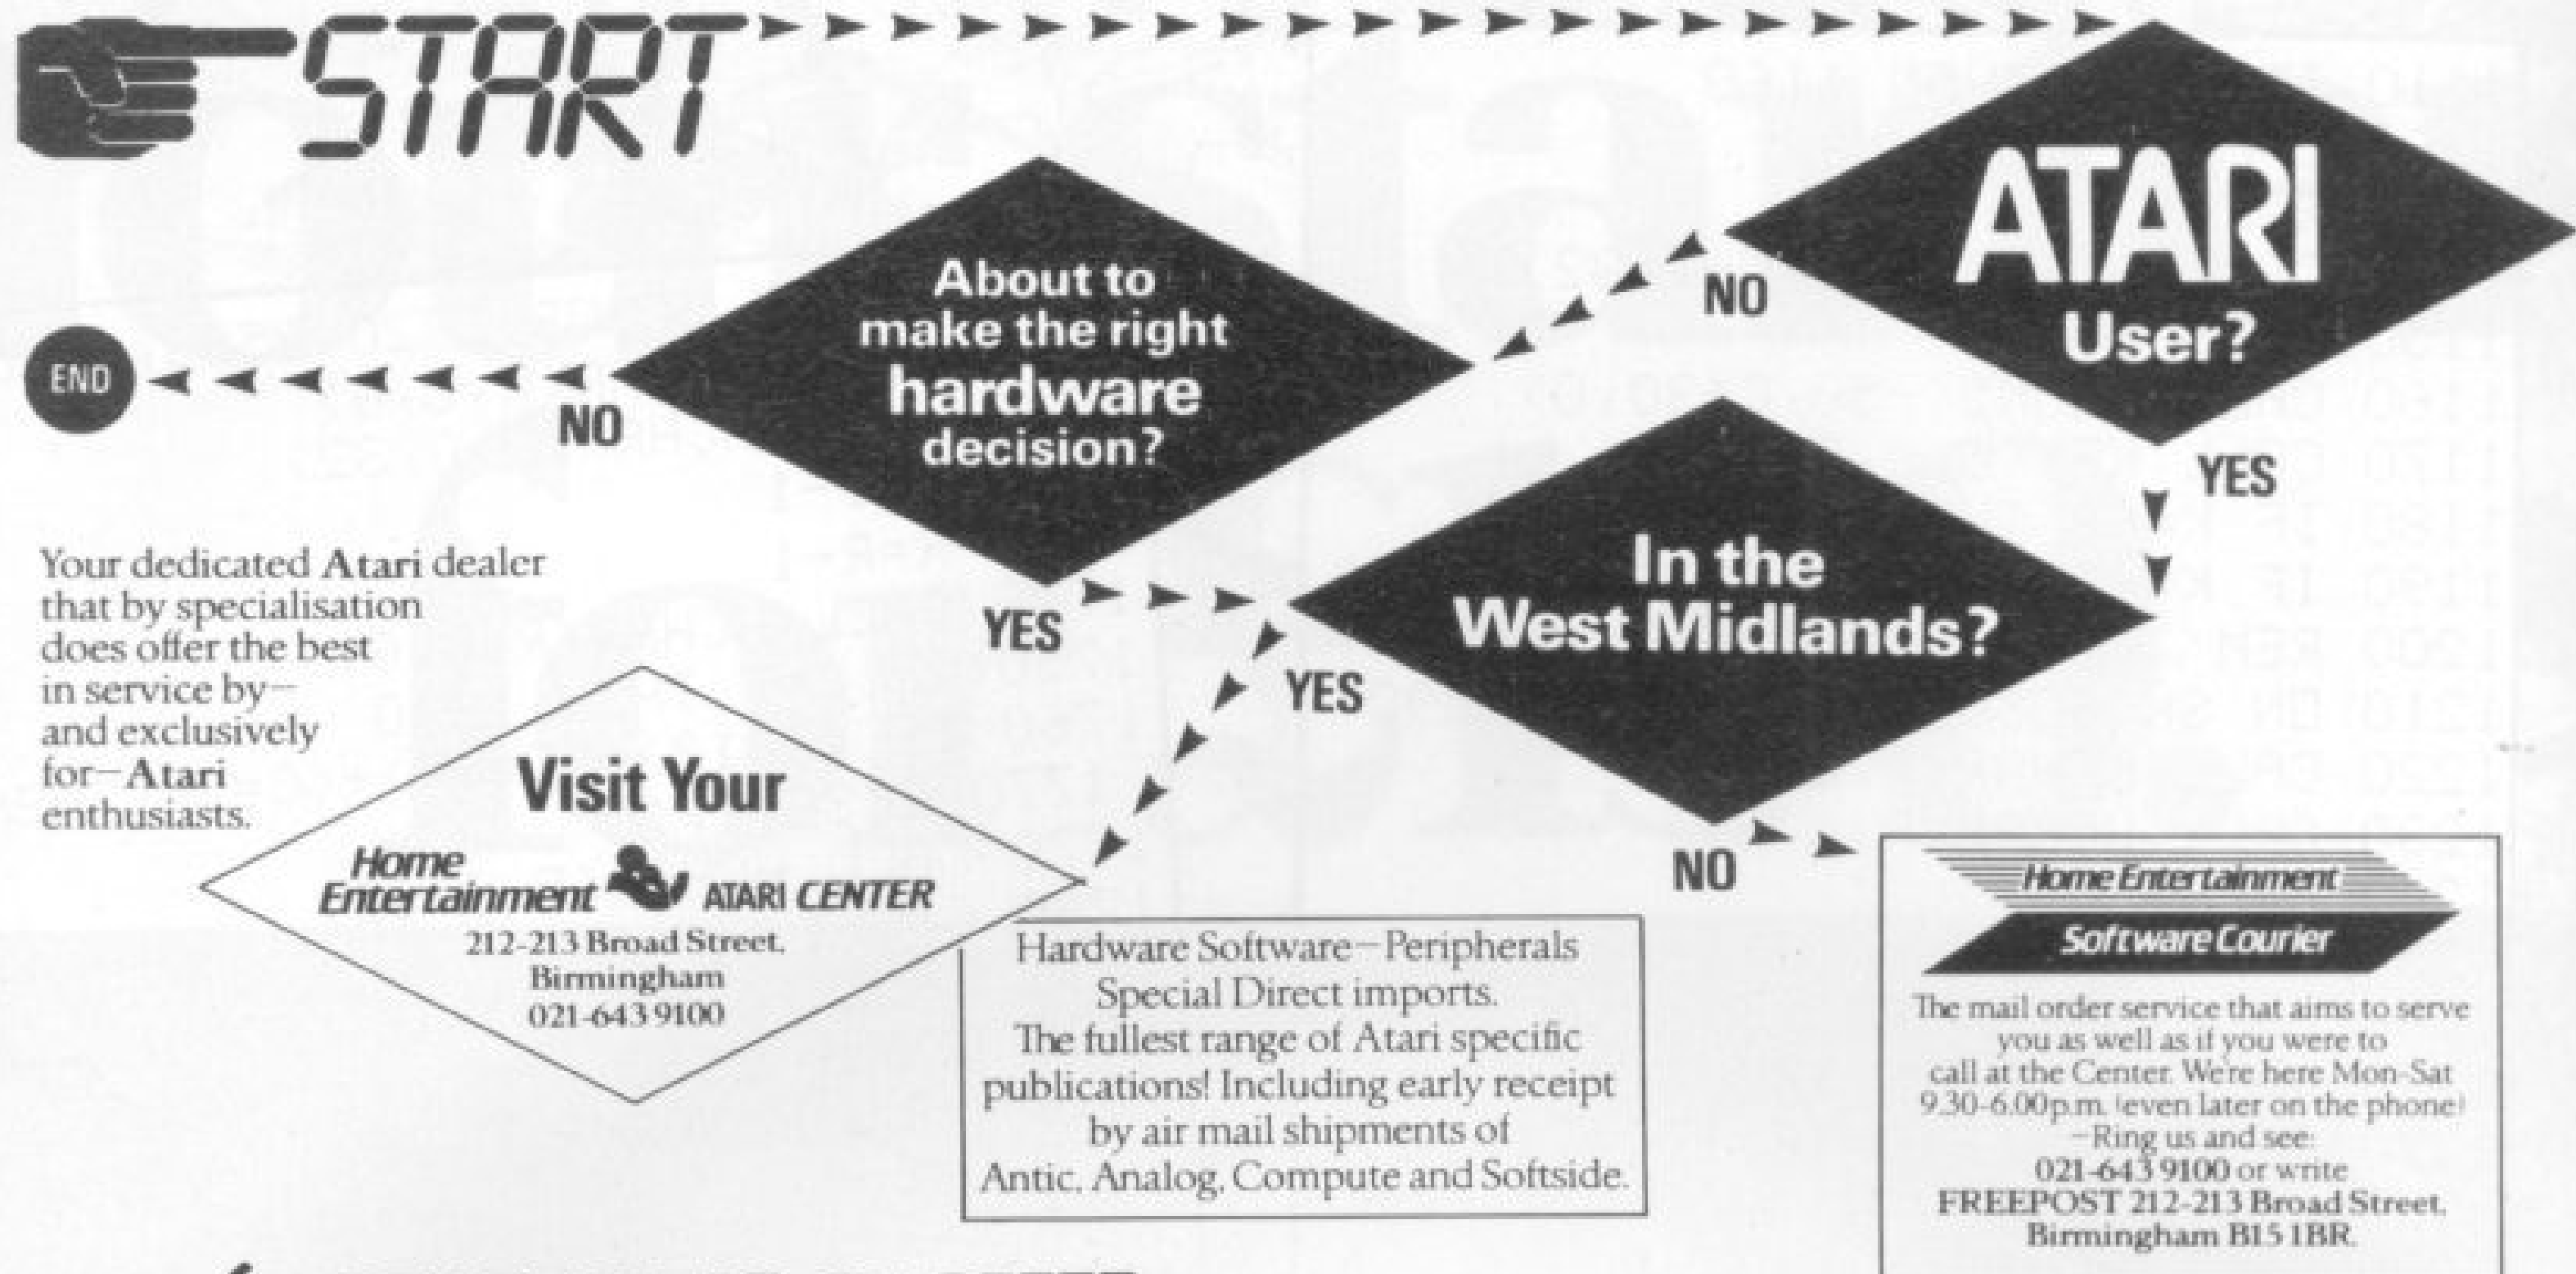 START
ATARI
User?
NO
YES
About to
make the right
hardware
decision?
NO
END
YES
In the
West Midlands?
YES
NO
Your dedicated Atari dealer
that by specialisation
does offer the best
in service by—
and exclusively
for—Atari
enthusiasts.
Visit Your
Home
Entertainment ATARI CENTER
212-213 Broad Street,
Birmingham
021-643 9100
Hardware Software—Peripherals
Special Direct imports.
The fullest range of Atari specific
publications! Including early receipt
by air mail shipments of
Antic, Analog, Compute and Softside.
Home Entertainment
Software Courier
The mail order service that aims to serve
you as well as if you were to
call at the Center. We're here Mon-Sat
9.30-6.00p.m. (even later on the phone)
—Ring us and see:
021-643 9100 or write
FREEPOST 212-213 Broad Street,
Birmingham B15 1BR.